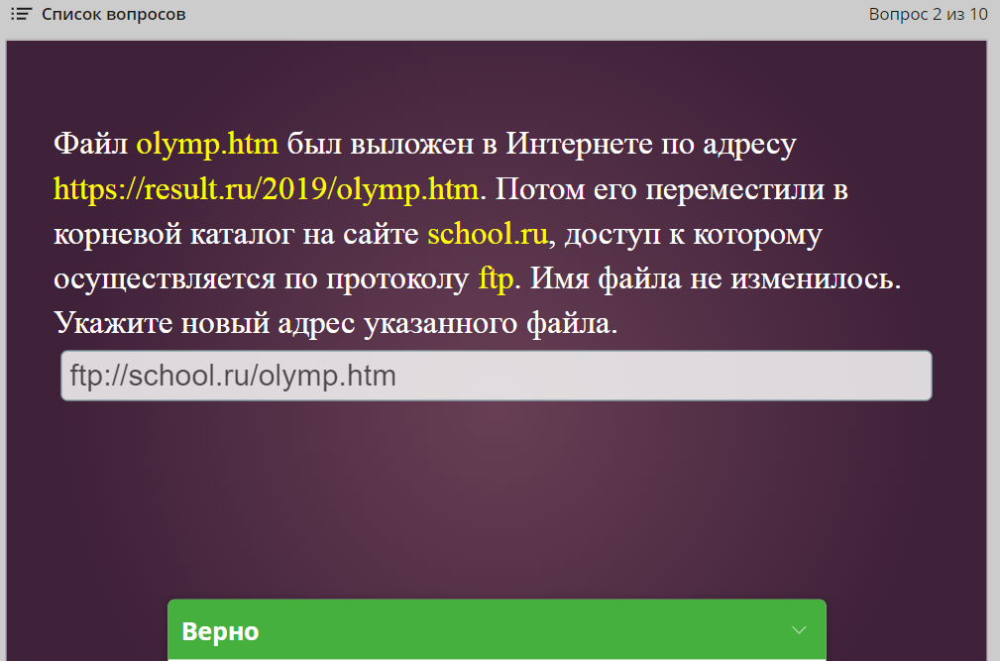 Список вопросов
Вопрос 2 из 10
Файл olymp.htm был выложен в Интернете по адресу
https://result.ru/2019/olymp.htm. Потом его переместили в
корневой каталог на сайте school.ru, доступ к которому
осуществляется по протоколу ftp. Имя файла не изменилось.
Укажите новый адрес указанного файла.
ftp://school.ru/olymp.htm
Верно